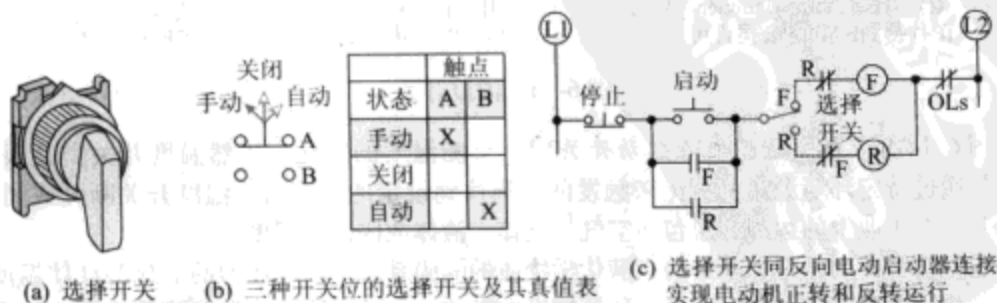 关闭
手动
自动
A
B
触点
状态
A
B
手动
X
关闭
自动
X
L1
L2
停止
启动
F
R
F
R
R
F
选择
开关
F
R
OLs
(a) 选择开关
(b) 三种开关位的选择开关及其真值表
(c) 选择开关同反向电动启动器连接
实现电动机正转和反转运行